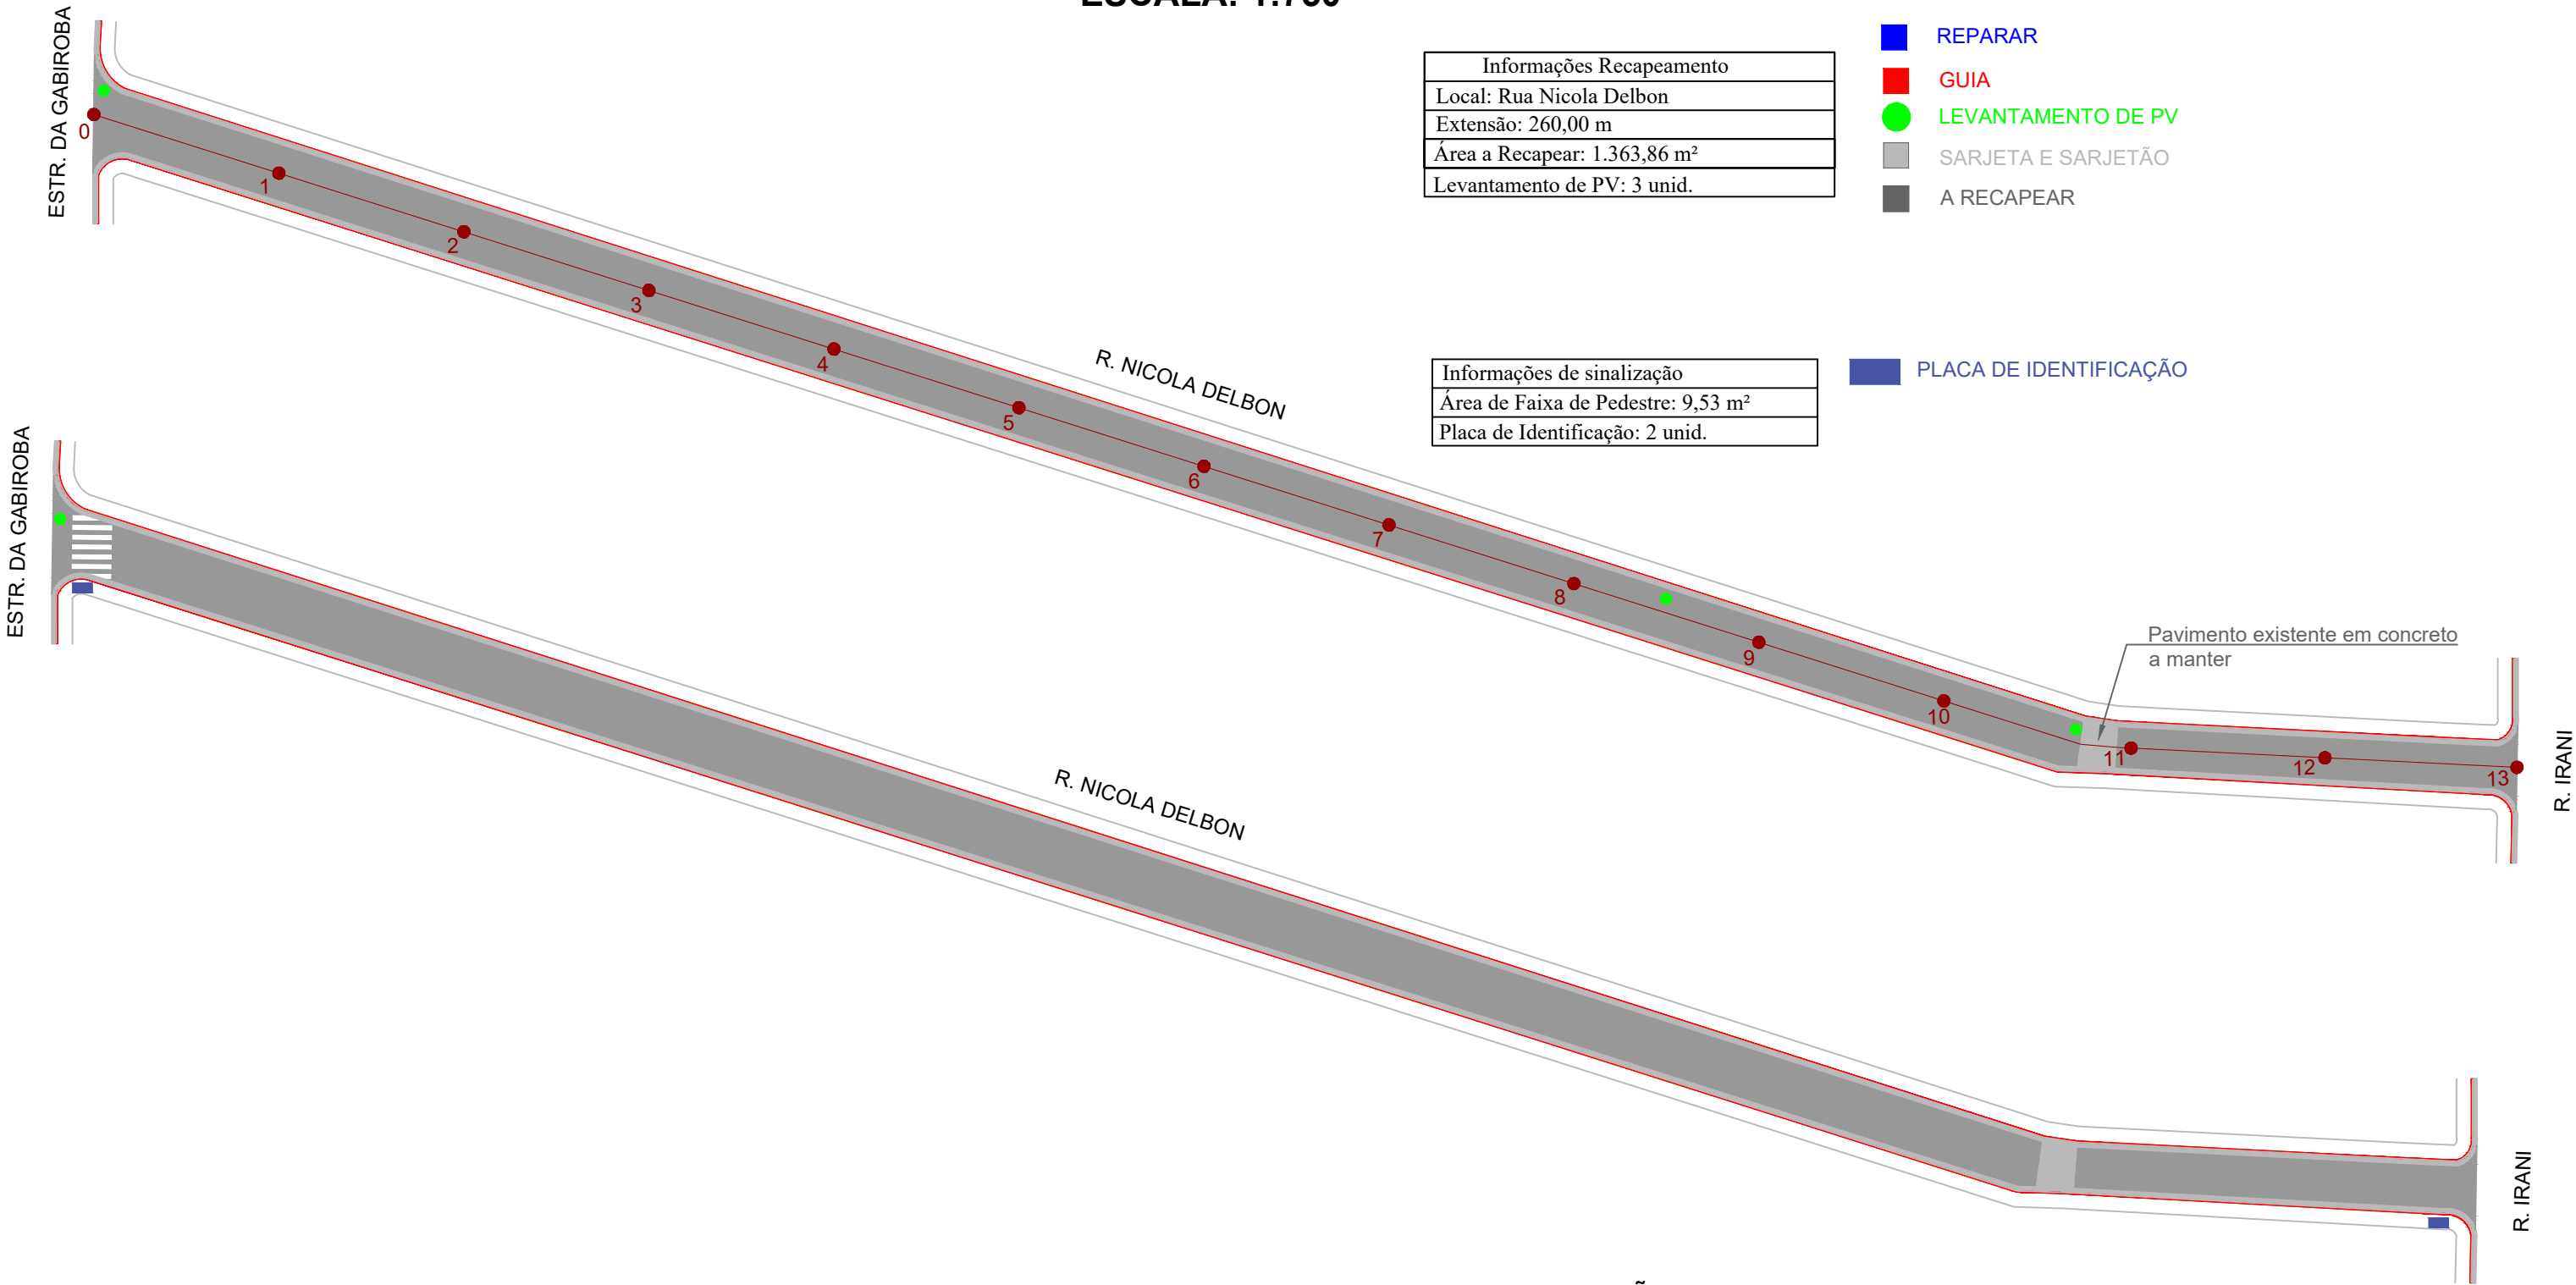 ESTR. DA GABIROBA
0
1
2
3
4
5
6
7
8
9
10
11
12
13
R. NICOLA DELBON
R. IRANI
Pavimento existente em concreto
a manter
Informações Recapeamento
Local: Rua Nicola Delbon
Extensão: 260,00 m
Área a Recapear: 1.363,86 m²
Levantamento de PV: 3 unid.
REPARAR
GUIA
LEVANTAMENTO DE PV
SARJETA E SARJETÃO
A RECAPEAR
Informações de sinalização
Área de Faixa de Pedestre: 9,53 m²
Placa de Identificação: 2 unid.
PLACA DE IDENTIFICAÇÃO
ESTR. DA GABIROBA
R. NICOLA DELBON
R. IRANI